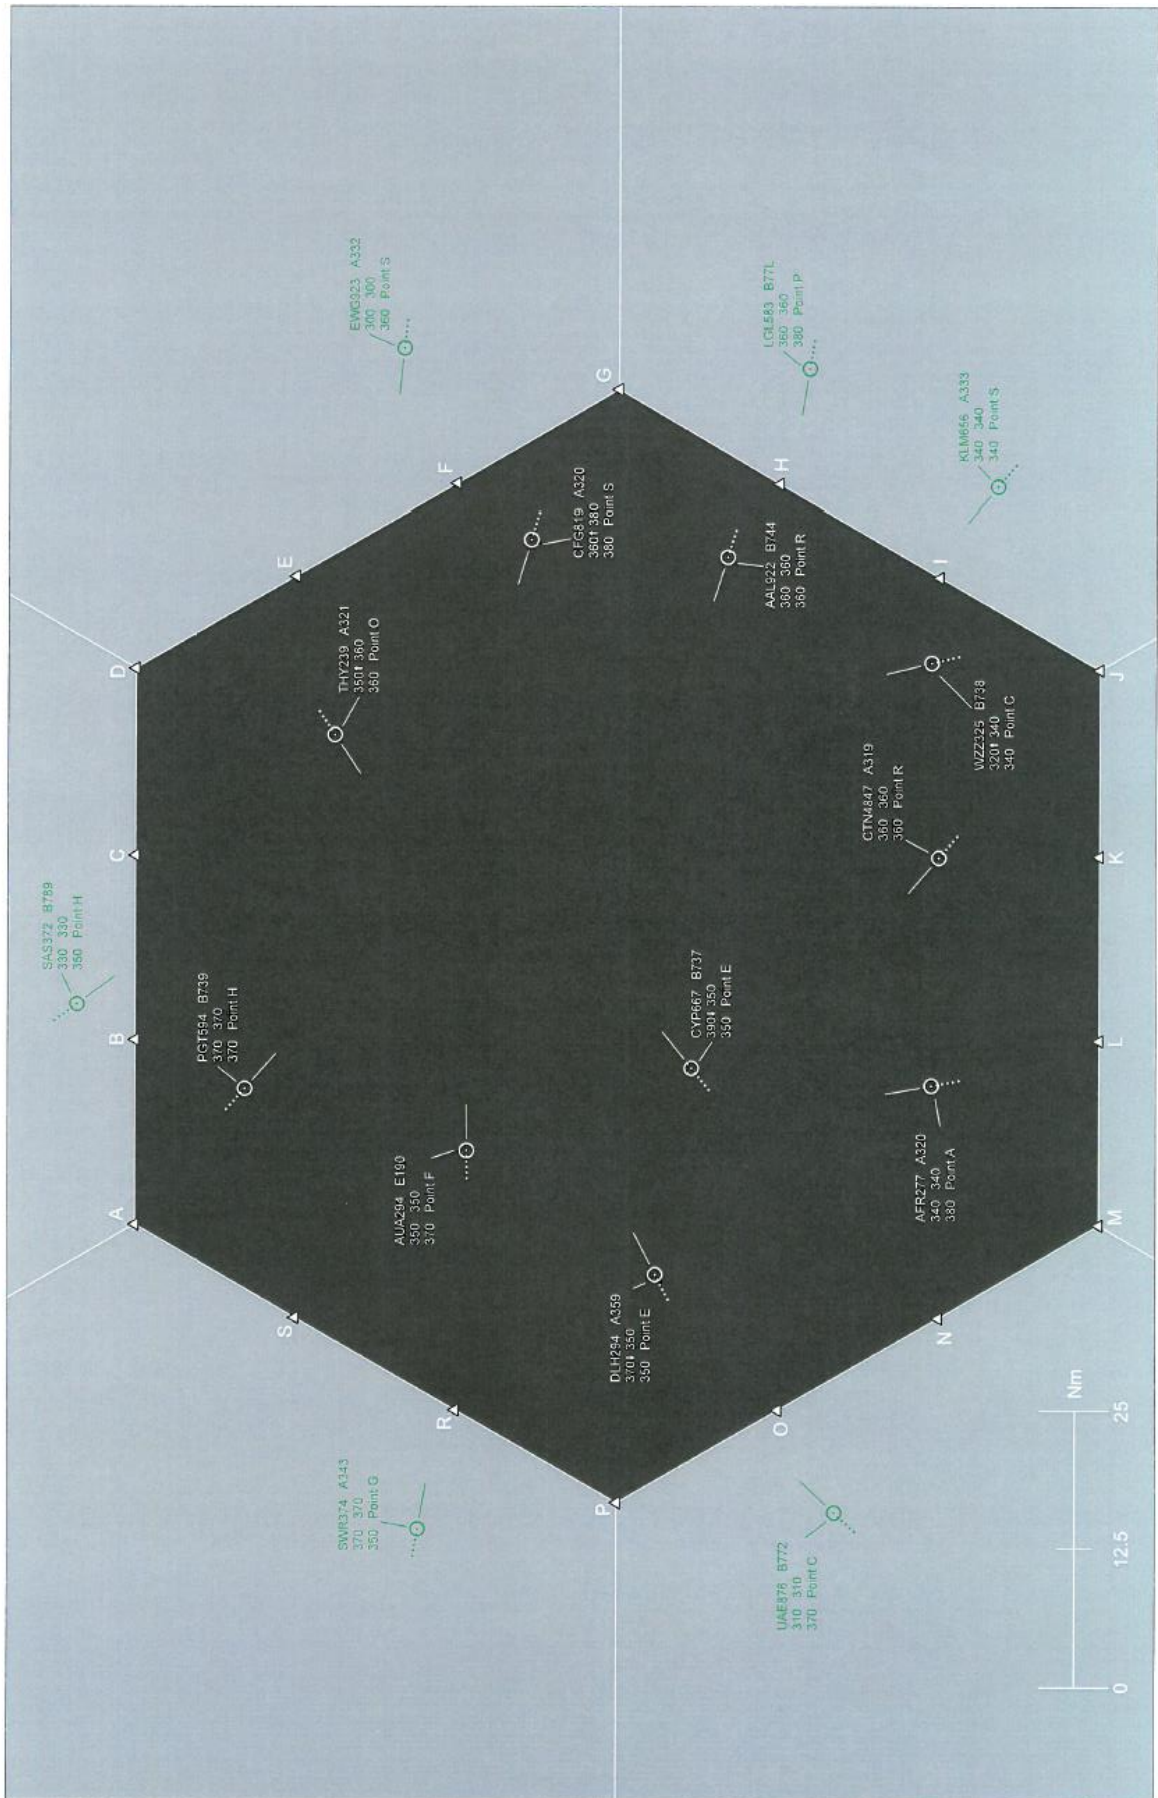 A
B
C
D
E
F
G
H
I
J
K
L
M
N
O
P
R
S
SAS372 B789
330 330
350 Point H
EWG923 A332
300 300
360 Point S
LGL583 B77L
360 360
380 Point P
KLM656 A333
340 340
340 Point S
SWR374 A343
370 370
350 Point G
UAE876 B772
310 310
370 Point C
PGT594 B739
370 370
370 Point H
THY239 A321
350⬆ 360
360 Point O
CFG819 A320
360⬆ 380
380 Point S
AUA294 E190
350 350
370 Point F
DLH294 A359
370⬇ 350
350 Point E
CYP667 B737
390⬇ 350
350 Point E
AAL922 B744
360 360
360 Point R
CTN4847 A319
360 360
360 Point R
WZZ325 B738
320⬆ 340
340 Point C
AFR277 A320
340 340
380 Point A
0 12.5 25
Nm